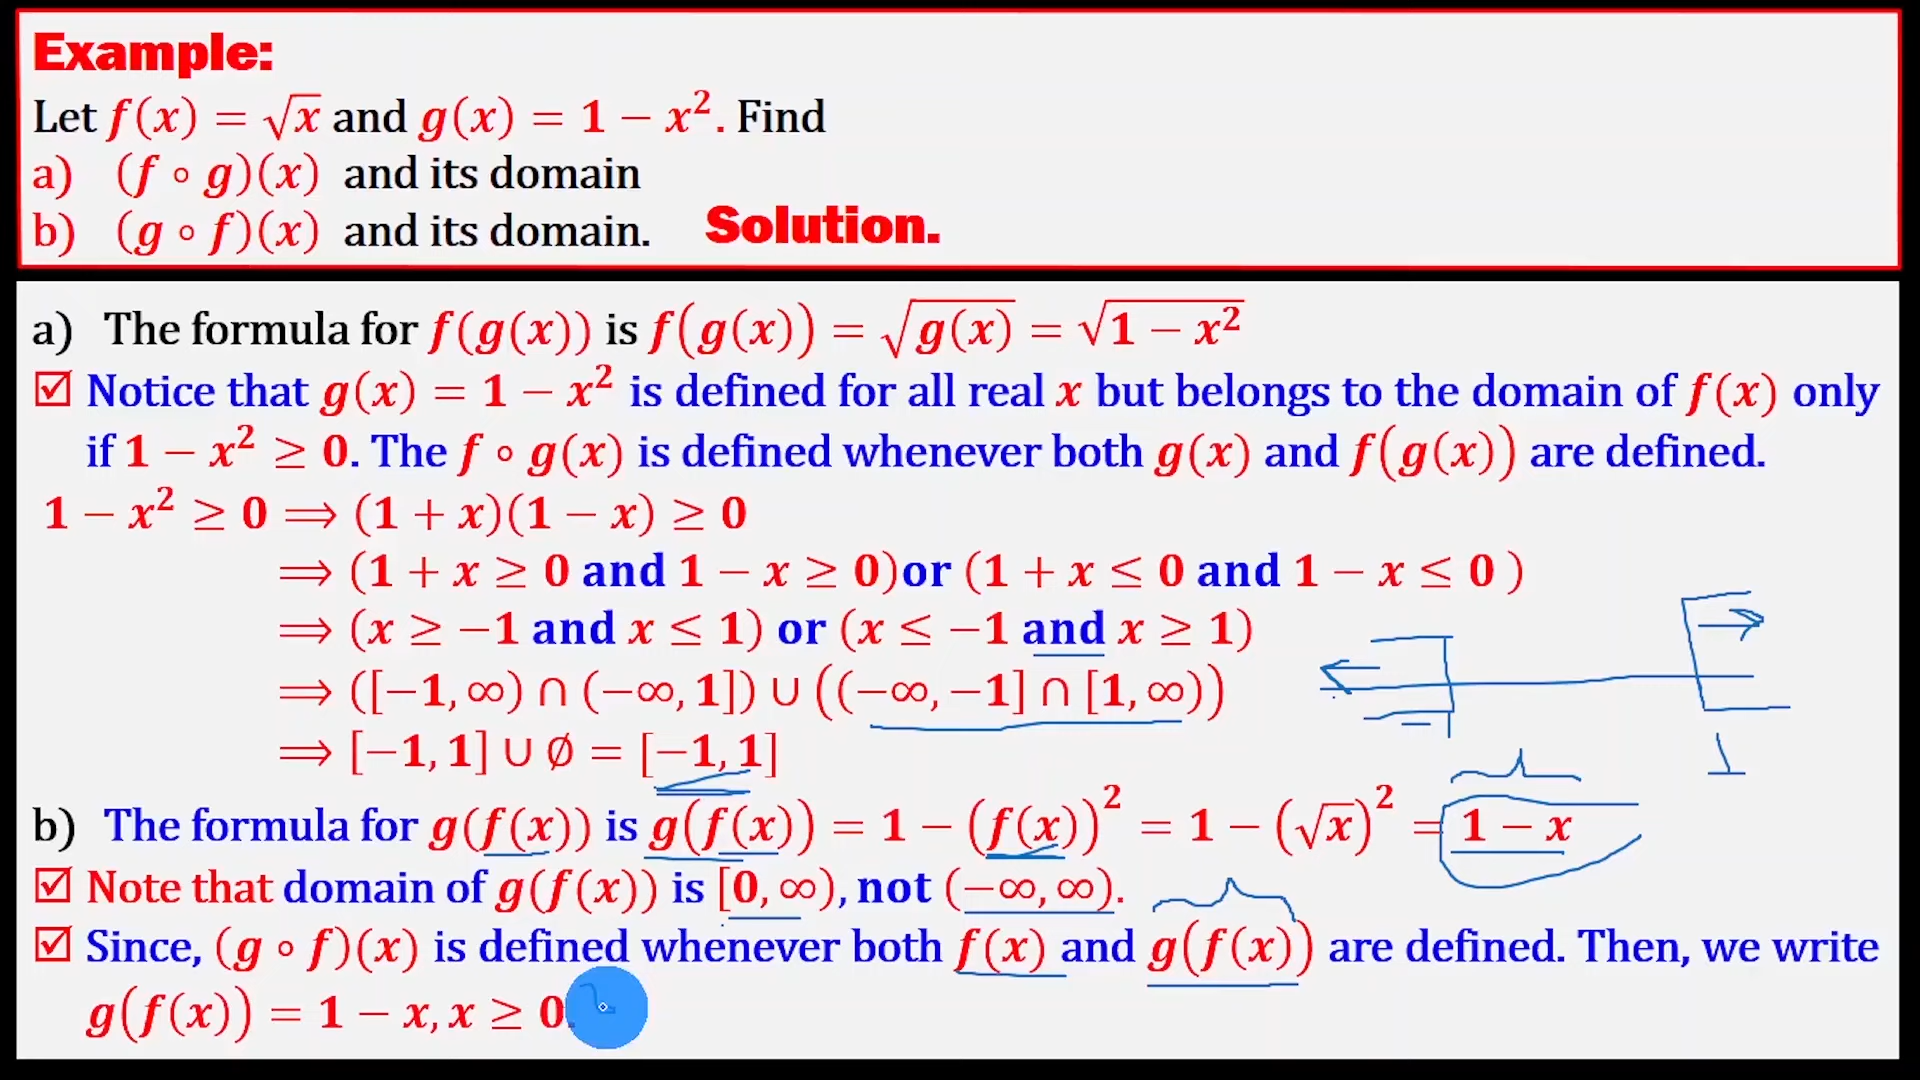 Example:
Let f(x) = √x and g(x) = 1 − x². Find
a) (f ∘ g)(x) and its domain
b) (g ∘ f)(x) and its domain. Solution.
a) The formula for f(g(x)) is f(g(x)) = √g(x) = √1 − x²
☑ Notice that g(x) = 1 − x² is defined for all real x but belongs to the domain of f(x) only
if 1 − x² ≥ 0. The f ∘ g(x) is defined whenever both g(x) and f(g(x)) are defined.
1 − x² ≥ 0 ⟹ (1 + x)(1 − x) ≥ 0
⟹ (1 + x ≥ 0 and 1 − x ≥ 0)or (1 + x ≤ 0 and 1 − x ≤ 0 )
⟹ (x ≥ −1 and x ≤ 1) or (x ≤ −1 and x ≥ 1)
⟹ ([−1, ∞) ∩ (−∞, 1]) ∪ ((−∞, −1] ∩ [1, ∞))
⟹ [−1, 1] ∪ ∅ = [−1, 1]
b) The formula for g(f(x)) is g(f(x)) = 1 − (f(x))² = 1 − (√x)² = 1 − x
☑ Note that domain of g(f(x)) is [0, ∞), not (−∞, ∞).
☑ Since, (g ∘ f)(x) is defined whenever both f(x) and g(f(x)) are defined. Then, we write
g(f(x)) = 1 − x, x ≥ 0.